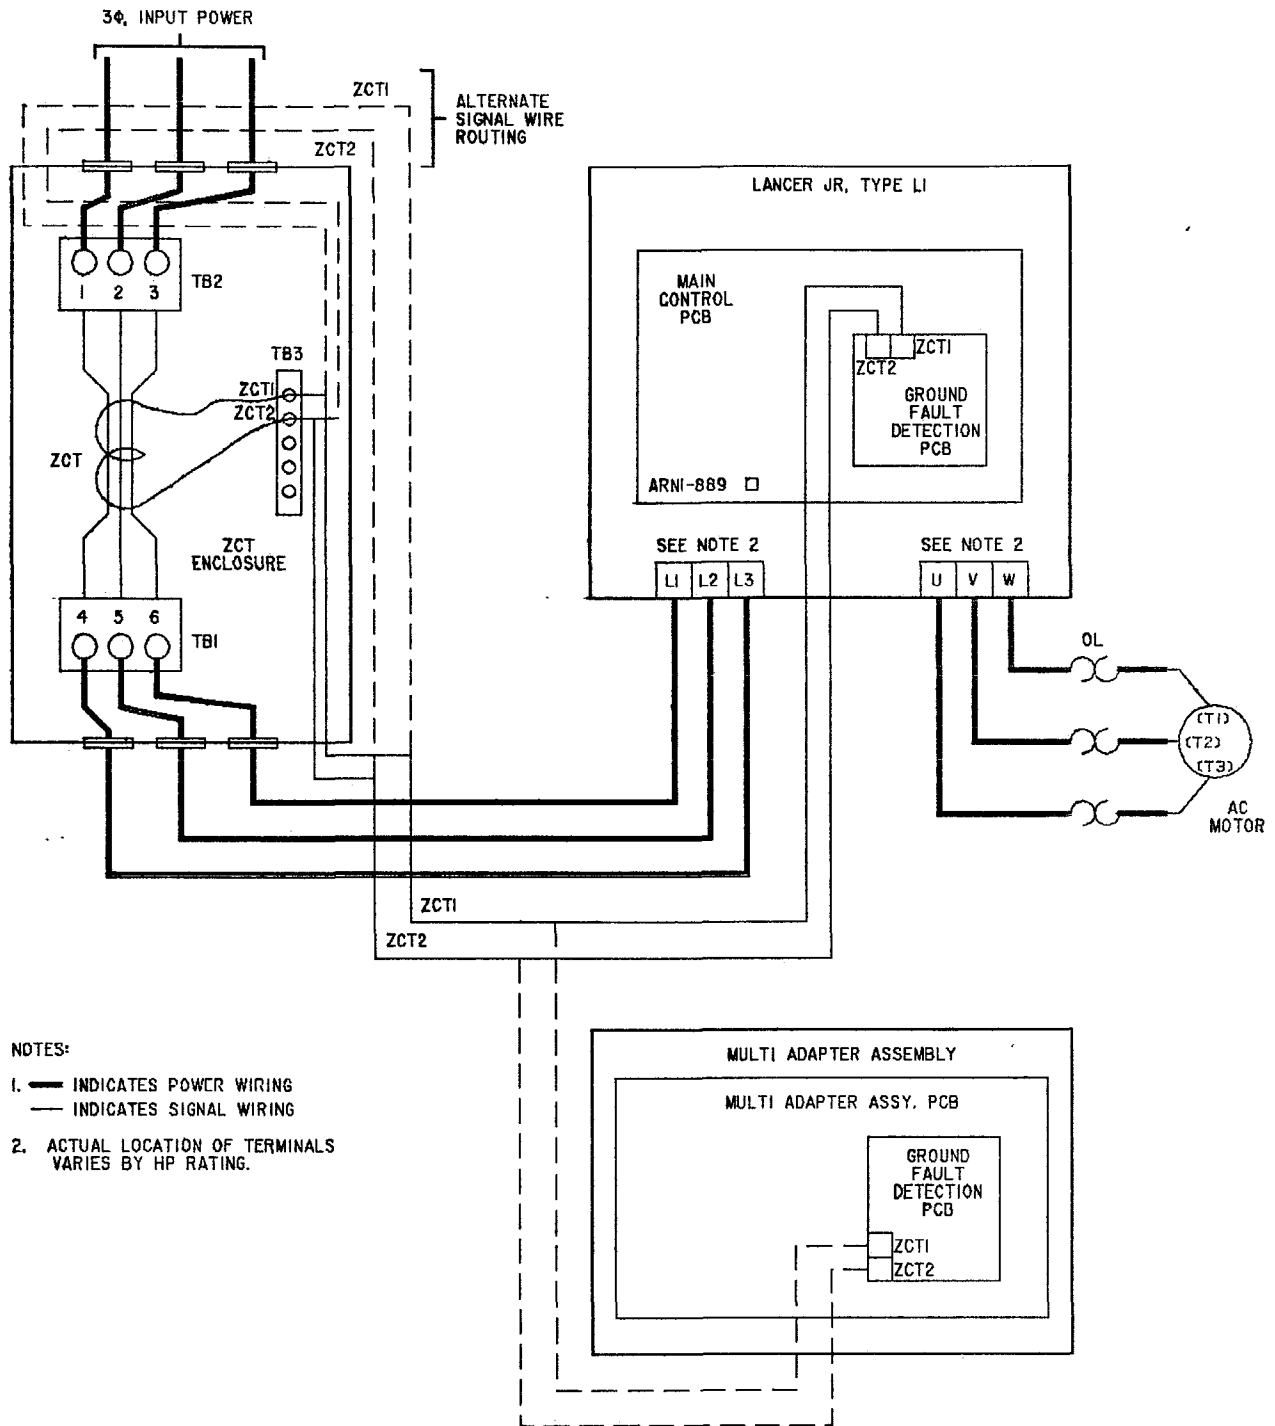 3Φ, INPUT POWER
ZCT1
ALTERNATE
SIGNAL WIRE
ROUTING
ZCT2
LANCER JR, TYPE L1
MAIN
CONTROL
PCB
1 2 3
TB2
TB3
ZCT1
ZCT2
ZCT1
ZCT2
GROUND
FAULT
DETECTION
PCB
ZCT
ARNI-889
ZCT
ENCLOSURE
SEE NOTE 2
SEE NOTE 2
L1 L2 L3
U V W
4 5 6
TB1
OL
(T1)
(T2)
(T3)
AC
MOTOR
ZCT1
ZCT2
NOTES:
1. INDICATES POWER WIRING
INDICATES SIGNAL WIRING
2. ACTUAL LOCATION OF TERMINALS
VARIES BY HP RATING.
MULTI ADAPTER ASSEMBLY
MULTI ADAPTER ASSY. PCB
GROUND
FAULT
DETECTION
PCB
ZCT1
ZCT2